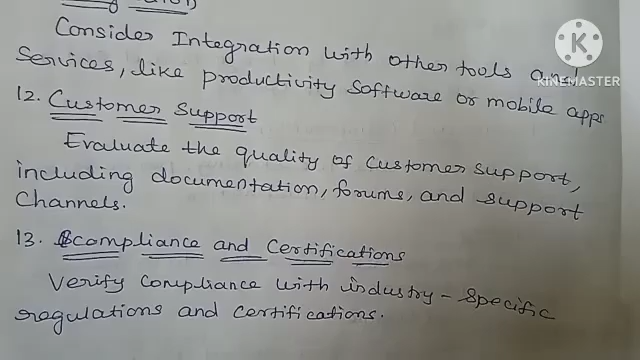 Consider Integration with other tools and
K
KINEMASTER
Services, like productivity software or mobile apps
12. Customer Support
Evaluate the quality of customer support,
including documentation, forums, and support
Channels.
13. Compliance and Certifications
Verify compliance with industry-specific
regulations and certifications.